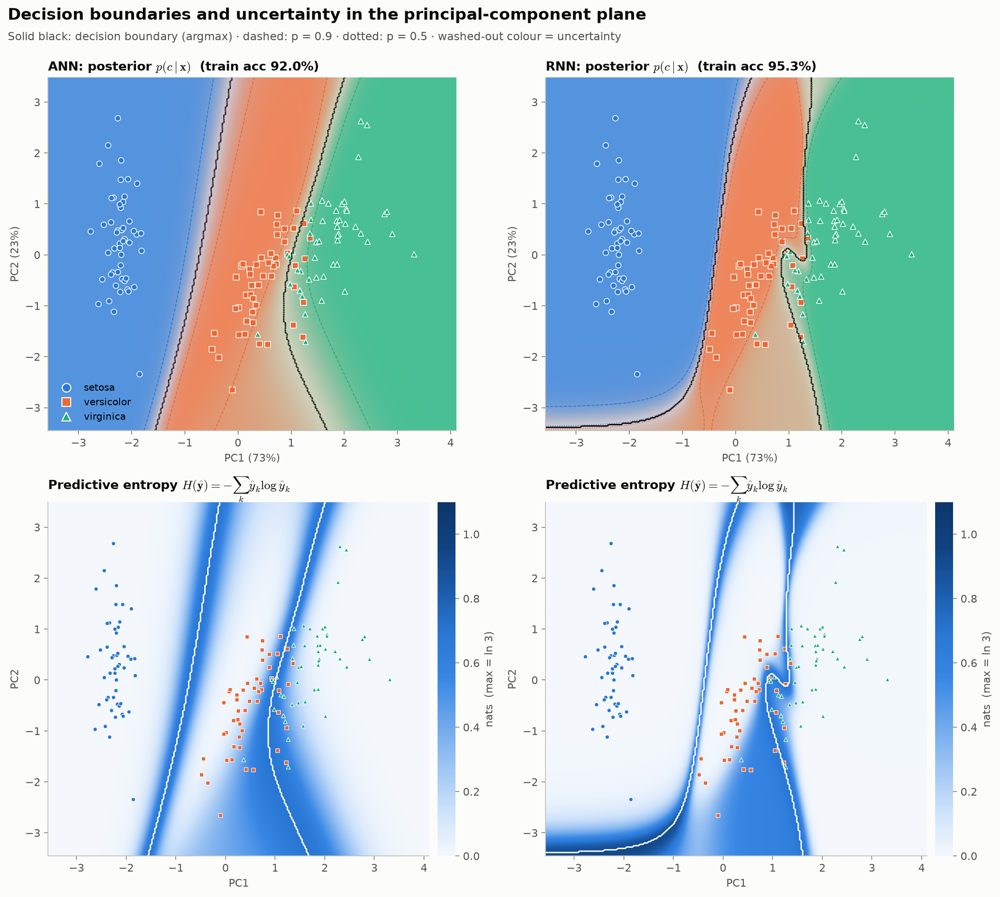 Decision boundaries and uncertainty in the principal-component plane
Solid black: decision boundary (argmax) · dashed: p = 0.9 · dotted: p = 0.5 · washed-out colour = uncertainty
ANN: posterior p(c | x) (train acc 92.0%)
3
2
1
0
−1
−2
−3
PC2 (23%)
setosa
versicolor
virginica
−3 −2 −1 0 1 2 3 4
PC1 (73%)
RNN: posterior p(c | x) (train acc 95.3%)
3
2
1
0
−1
−2
−3
PC2 (23%)
−3 −2 −1 0 1 2 3 4
PC1 (73%)
Predictive entropy H(ŷ) = −∑ₖ ŷₖ log ŷₖ
3
2
1
0
−1
−2
−3
PC2
−3 −2 −1 0 1 2 3 4
PC1
1.0
0.8
0.6
0.4
0.2
0.0
nats (max = ln 3)
Predictive entropy H(ŷ) = −∑ₖ ŷₖ log ŷₖ
3
2
1
0
−1
−2
−3
PC2
−3 −2 −1 0 1 2 3 4
PC1
1.0
0.8
0.6
0.4
0.2
0.0
nats (max = ln 3)